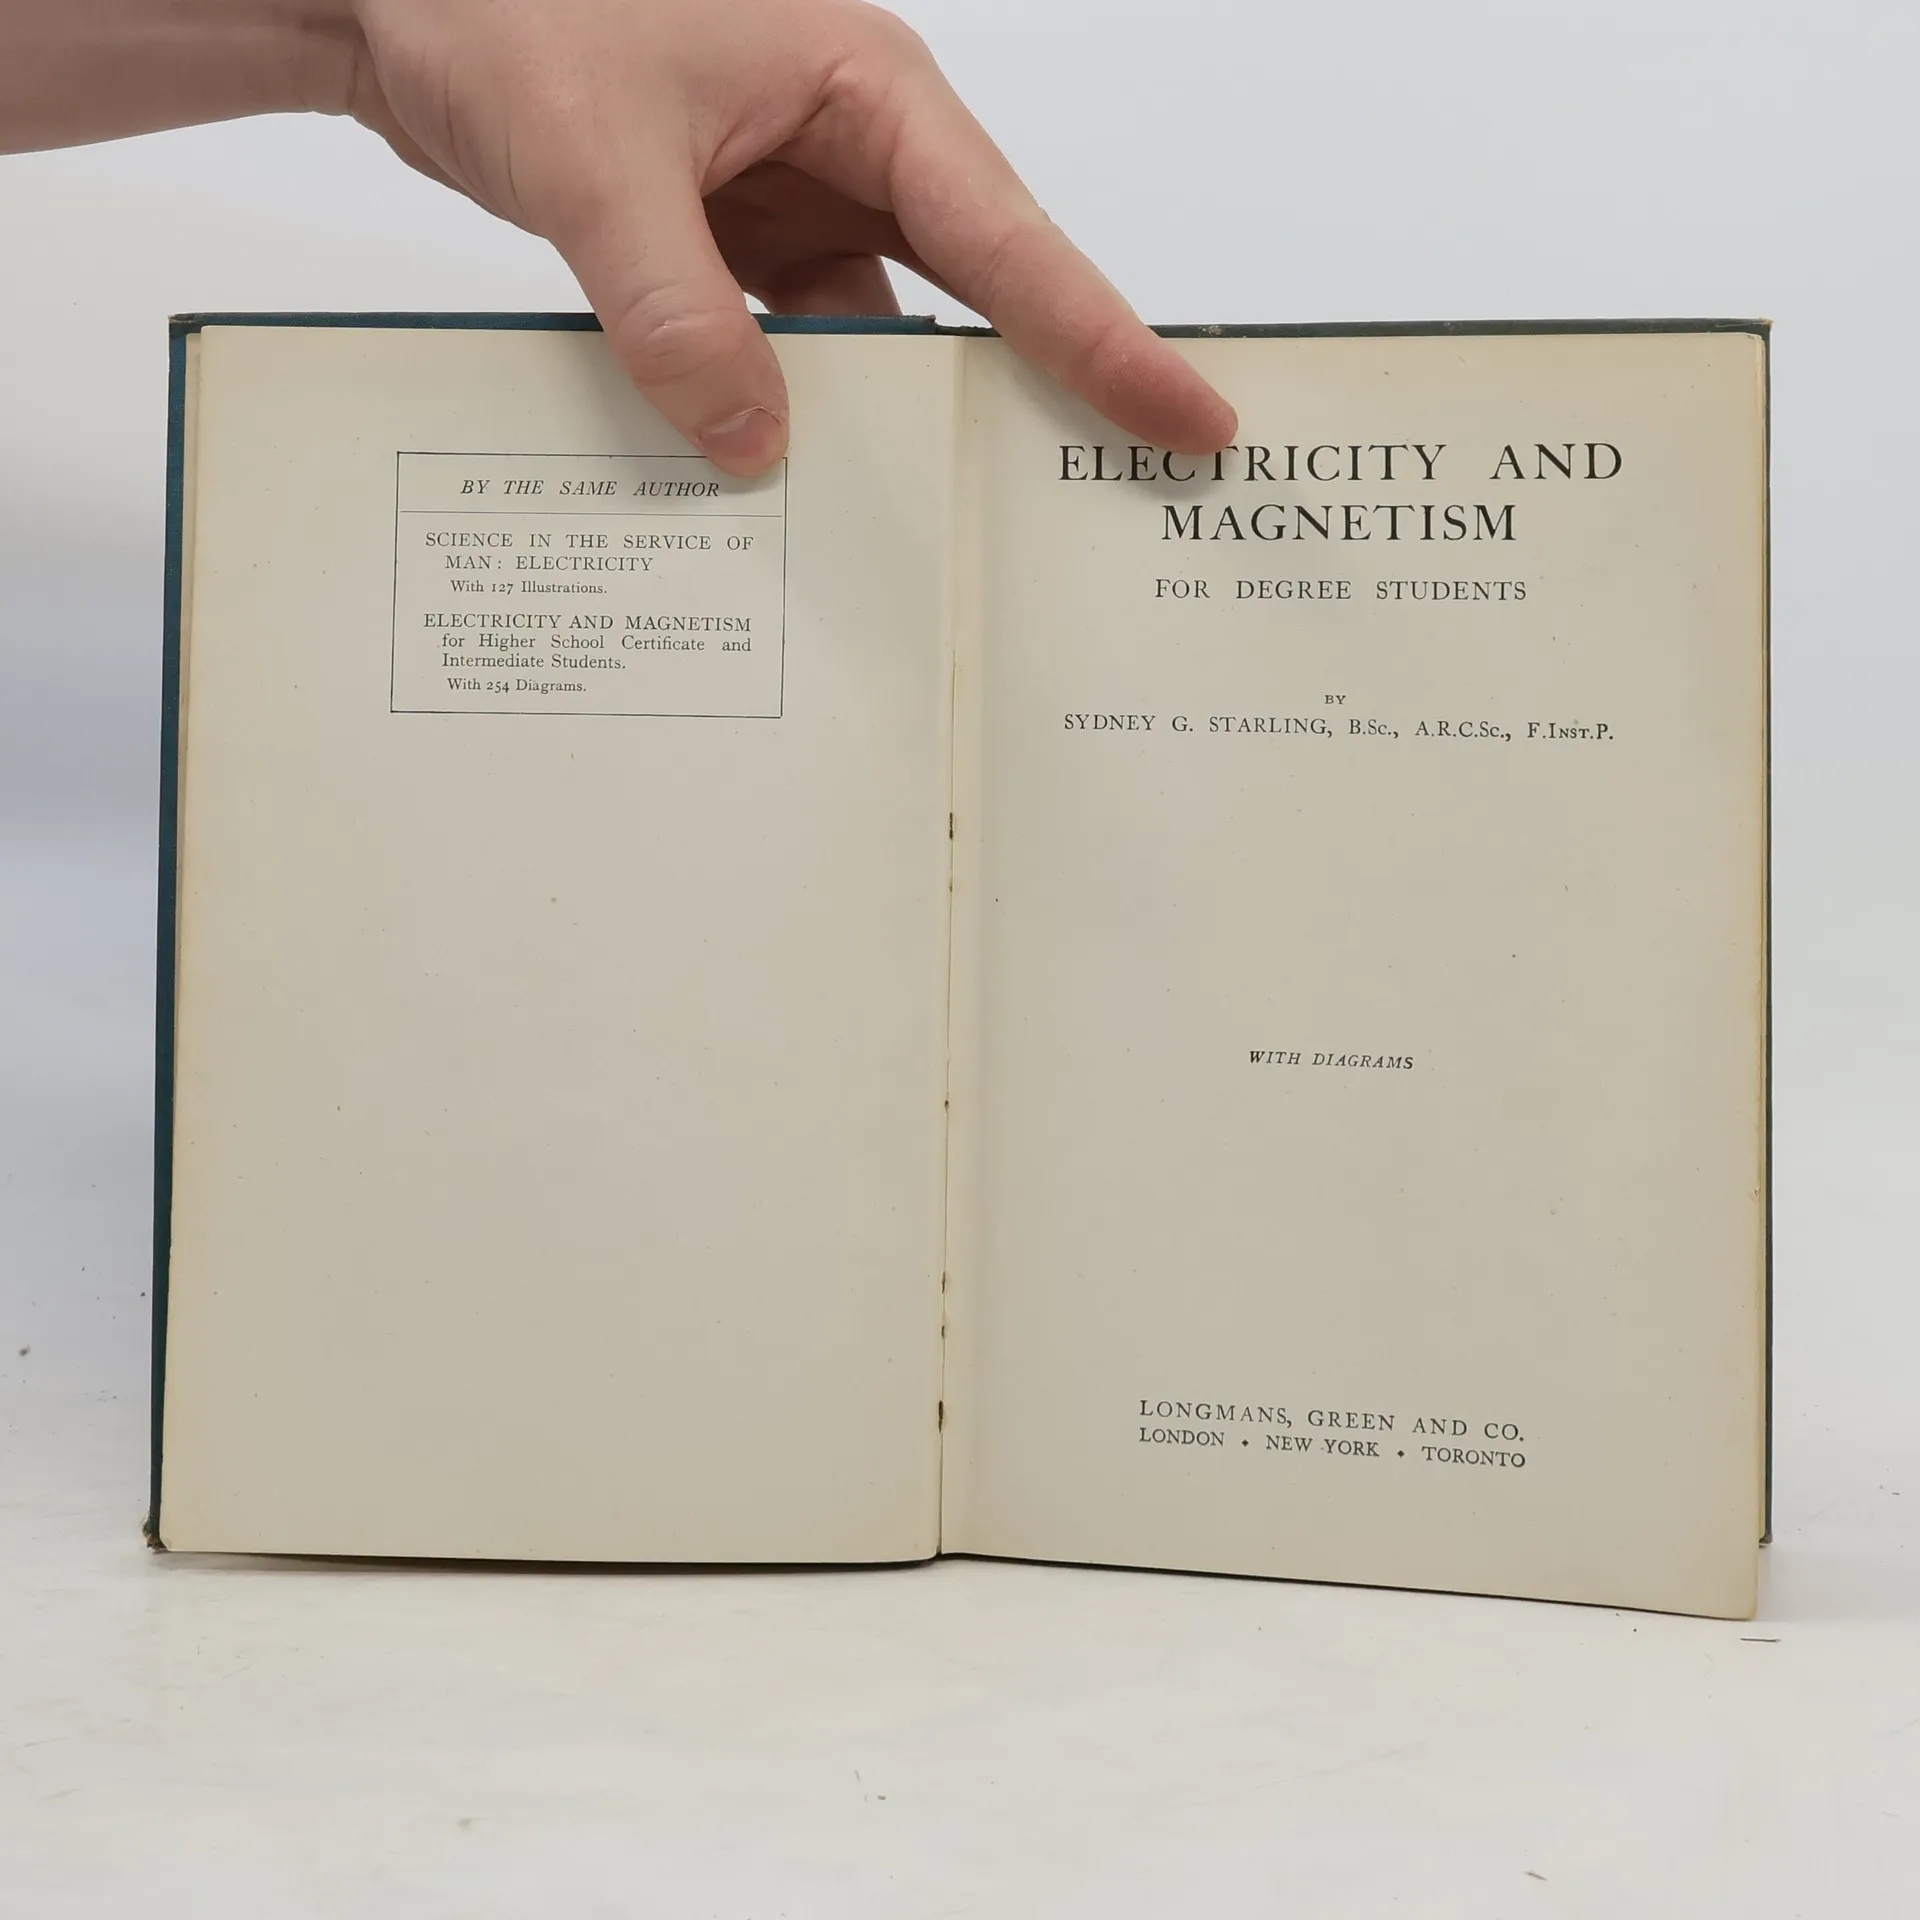 BY THE SAME AUTHOR
SCIENCE IN THE SERVICE OF
MAN: ELECTRICITY
With 127 Illustrations.
ELECTRICITY AND MAGNETISM
for Higher School Certificate and
Intermediate Students.
With 254 Diagrams.
ELECTRICITY AND
MAGNETISM
FOR DEGREE STUDENTS
BY
SYDNEY G. STARLING, B.Sc., A.R.C.Sc., F.Inst.P.
WITH DIAGRAMS
LONGMANS, GREEN AND CO.
LONDON ♦ NEW YORK ♦ TORONTO